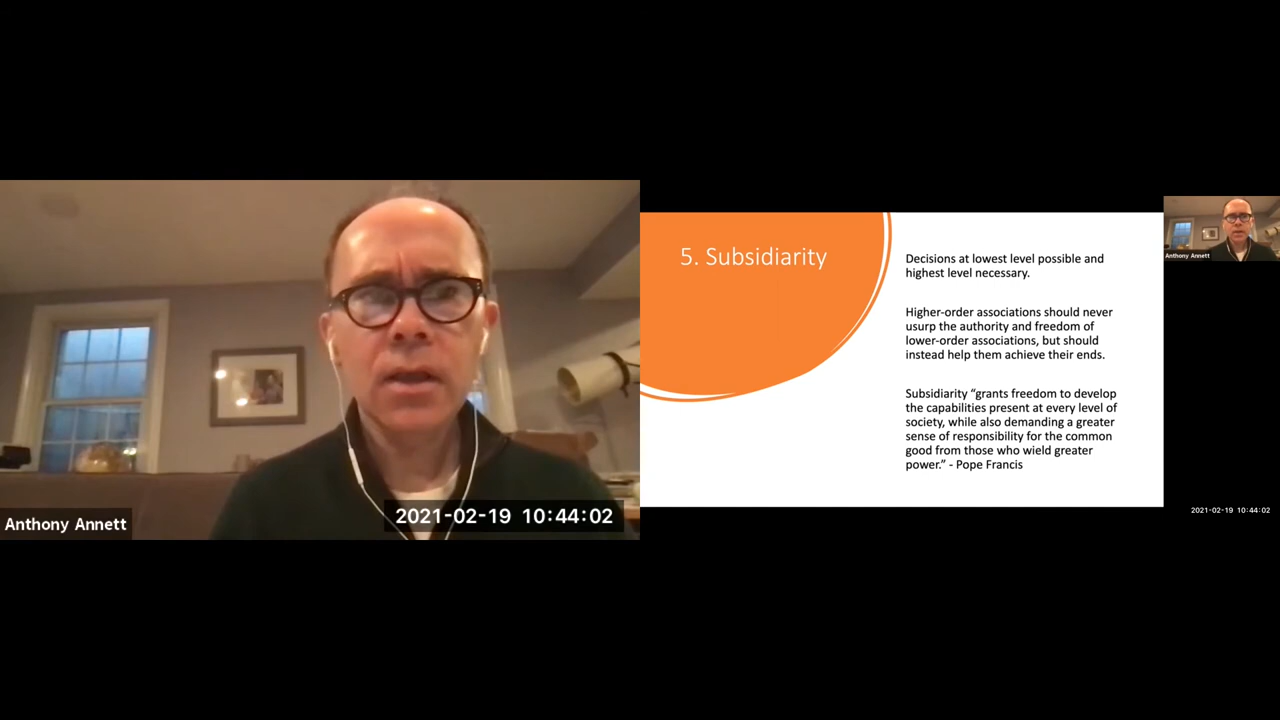 Anthony Annett
2021-02-19 10:44:02
5. Subsidiarity
Decisions at lowest level possible and
highest level necessary.
Higher-order associations should never
usurp the authority and freedom of
lower-order associations, but should
instead help them achieve their ends.
Subsidiarity “grants freedom to develop
the capabilities present at every level of
society, while also demanding a greater
sense of responsibility for the common
good from those who wield greater
power.” - Pope Francis
Anthony Annett
2021-02-19 10:44:02